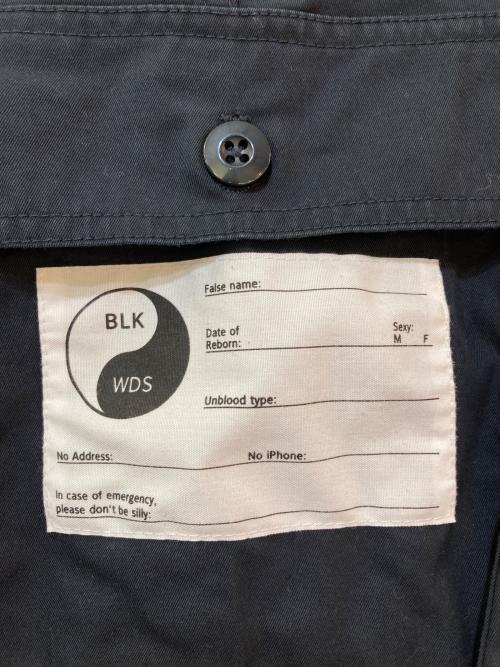 BLK
WDS
False name:
Date of
Reborn:
Sexy:
M F
Unblood type:
No Address:
No iPhone:
In case of emergency,
please don't be silly: